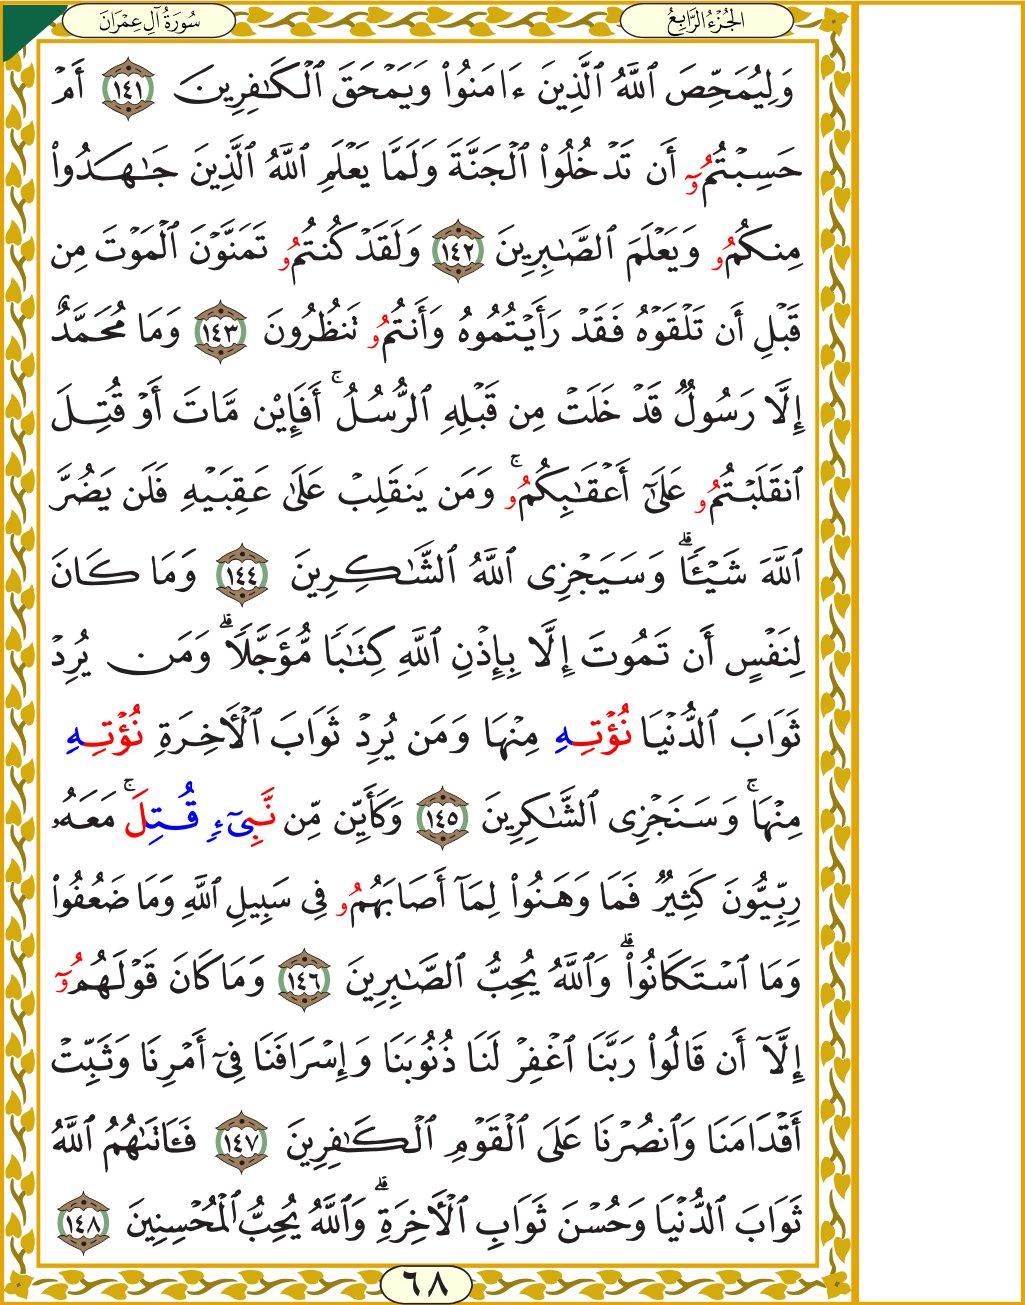 الجُزْءُ الرَّابِعُ
سُورَةُ آلِ عِمْرَانَ
وَلِيُمَحِّصَ ٱللَّهُ ٱلَّذِينَ ءَامَنُوا۟ وَيَمْحَقَ ٱلْكَـٰفِرِينَ ١٤١ أَمْ
حَسِبْتُمُۥٓ أَن تَدْخُلُوا۟ ٱلْجَنَّةَ وَلَمَّا يَعْلَمِ ٱللَّهُ ٱلَّذِينَ جَـٰهَدُوا۟
مِنكُمُۥ وَيَعْلَمَ ٱلصَّـٰبِرِينَ ١٤٢ وَلَقَدْ كُنتُمُۥ تَمَنَّوْنَ ٱلْمَوْتَ مِن
قَبْلِ أَن تَلْقَوْهُ فَقَدْ رَأَيْتُمُوهُ وَأَنتُمُۥ تَنظُرُونَ ١٤٣ وَمَا مُحَمَّدٌ
إِلَّا رَسُولٌ قَدْ خَلَتْ مِن قَبْلِهِ ٱلرُّسُلُ ۚ أَفَإِي۟ن مَّاتَ أَوْ قُتِلَ
ٱنقَلَبْتُمُۥ عَلَىٰٓ أَعْقَـٰبِكُمُۥ ۚ وَمَن يَنقَلِبْ عَلَىٰ عَقِبَيْهِ فَلَن يَضُرَّ
ٱللَّهَ شَيْـًٔا ۗ وَسَيَجْزِى ٱللَّهُ ٱلشَّـٰكِرِينَ ١٤٤ وَمَا كَانَ
لِنَفْسٍ أَن تَمُوتَ إِلَّا بِإِذْنِ ٱللَّهِ كِتَـٰبًا مُّؤَجَّلًا ۗ وَمَن يُرِدْ
ثَوَابَ ٱلدُّنْيَا نُؤْتِهِ مِنْهَا وَمَن يُرِدْ ثَوَابَ ٱلْـَٔاخِرَةِ نُؤْتِهِ
مِنْهَا ۚ وَسَنَجْزِى ٱلشَّـٰكِرِينَ ١٤٥ وَكَأَيِّن مِّن نَّبِىٓءٍ قُتِلَ ۚ مَعَهُۥ
رِبِّيُّونَ كَثِيرٌ فَمَا وَهَنُوا۟ لِمَآ أَصَابَهُمُۥ فِى سَبِيلِ ٱللَّهِ وَمَا ضَعُفُوا۟
وَمَا ٱسْتَكَانُوا۟ ۗ وَٱللَّهُ يُحِبُّ ٱلصَّـٰبِرِينَ ١٤٦ وَمَا كَانَ قَوْلَهُمُۥٓ
إِلَّآ أَن قَالُوا۟ رَبَّنَا ٱغْفِرْ لَنَا ذُنُوبَنَا وَإِسْرَافَنَا فِىٓ أَمْرِنَا وَثَبِّتْ
أَقْدَامَنَا وَٱنصُرْنَا عَلَى ٱلْقَوْمِ ٱلْكَـٰفِرِينَ ١٤٧ فَـَٔاتَىٰهُمُ ٱللَّهُ
ثَوَابَ ٱلدُّنْيَا وَحُسْنَ ثَوَابِ ٱلْـَٔاخِرَةِ ۗ وَٱللَّهُ يُحِبُّ ٱلْمُحْسِنِينَ ١٤٨
٦٨